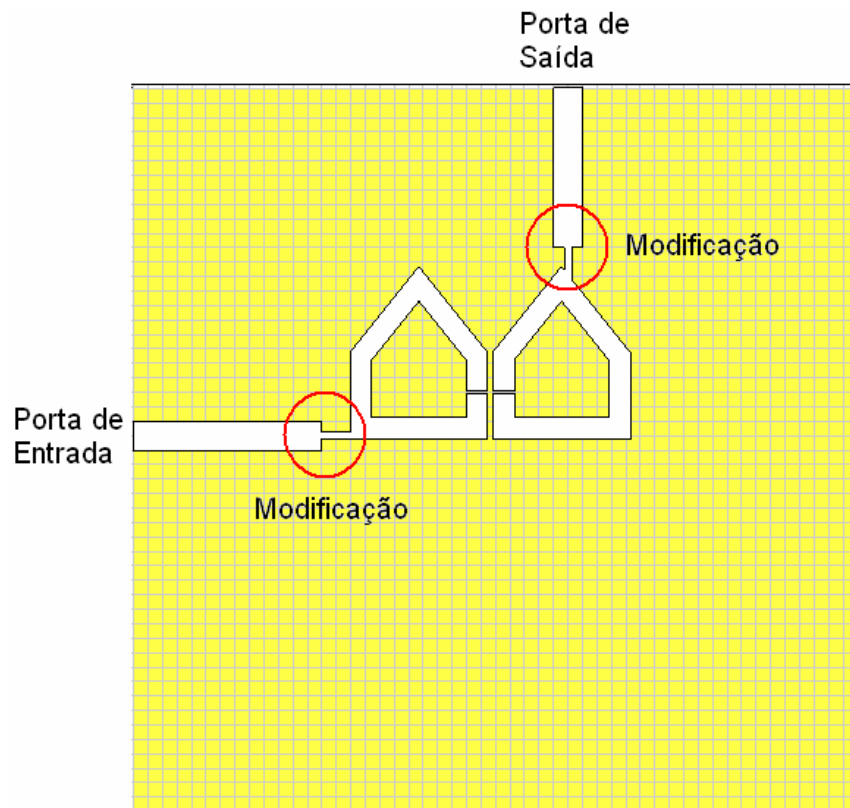 Porta de
Saída
Modificação
Porta de
Entrada
Modificação